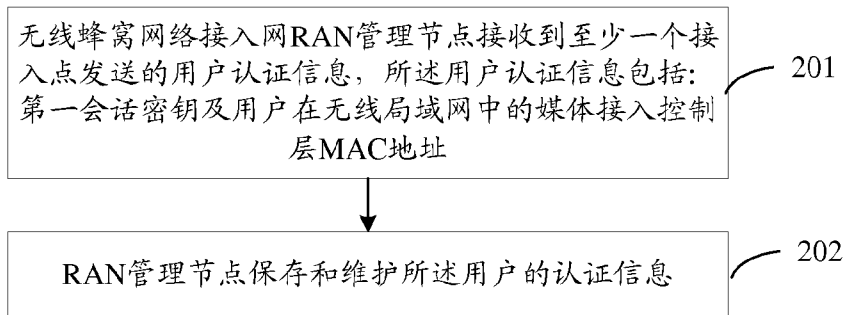 无线蜂窝网络接入网RAN管理节点接收到至少一个接
入点发送的用户认证信息，所述用户认证信息包括：
第一会话密钥及用户在无线局域网中的媒体接入控制
层MAC地址
201
RAN管理节点保存和维护所述用户的认证信息
202